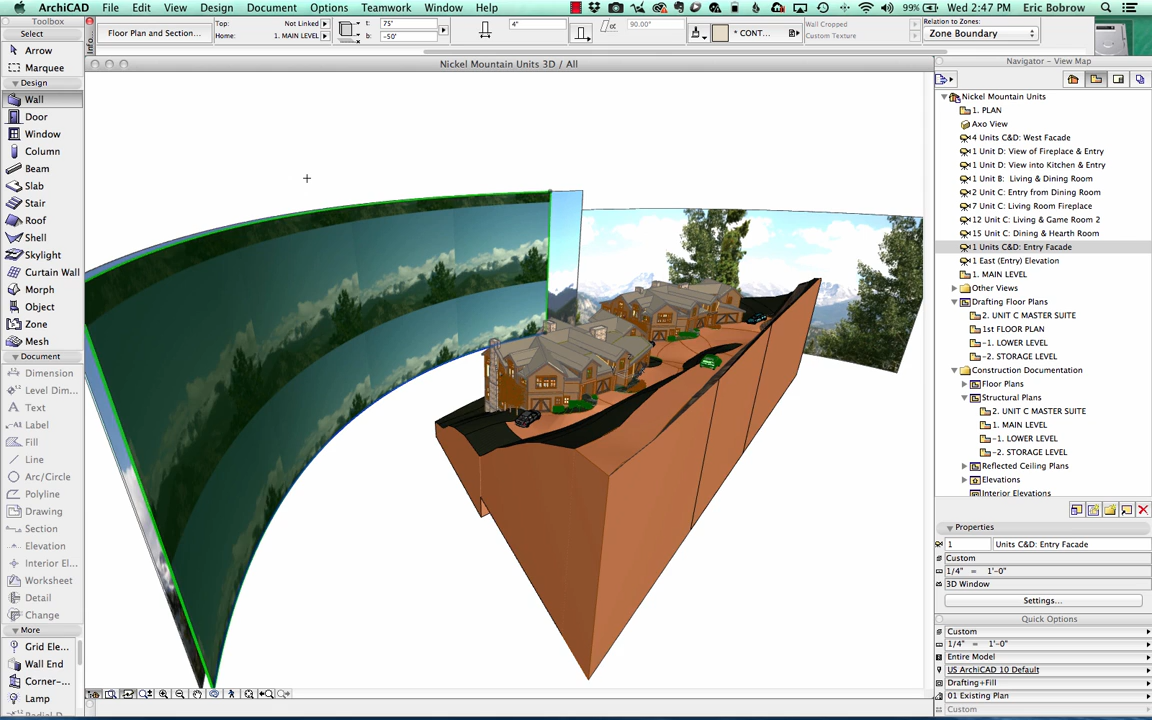 ArchiCAD File Edit View Design Document Options Teamwork Window Help 99% Wed 2:47 PM Eric Bobrow
Toolbox
Select
Arrow
Marquee
Design
Wall
Door
Window
Column
Beam
Slab
Stair
Roof
Shell
Skylight
Curtain Wall
Morph
Object
Zone
Mesh
Document
Dimension
Level Dim...
Text
Label
Fill
Line
Arc/Circle
Polyline
Drawing
Section
Elevation
Interior El...
Worksheet
Detail
Change
More
Grid Ele...
Wall End
Corner-...
Lamp
Info...
Floor Plan and Section...
Top: Not Linked
Home: 1. MAIN LEVEL
t: 75"
b: -50'
4"
90.00°
* CONT...
Wall Cropped
Custom Texture
Relation to Zones:
Zone Boundary
Nickel Mountain Units 3D / All
Navigator - View Map
Nickel Mountain Units
1. PLAN
Axo View
4 Units C&D: West Facade
1 Unit D: View of Fireplace & Entry
1 Unit D: View into Kitchen & Entry
1 Unit B: Living & Dining Room
2 Unit C: Entry from Dining Room
7 Unit C: Living Room Fireplace
12 Unit C: Living & Game Room 2
15 Unit C: Dining & Hearth Room
1 Units C&D: Entry Facade
1 East (Entry) Elevation
1. MAIN LEVEL
Other Views
Drafting Floor Plans
2. UNIT C MASTER SUITE
1st FLOOR PLAN
-1. LOWER LEVEL
-2. STORAGE LEVEL
Construction Documentation
Floor Plans
Structural Plans
2. UNIT C MASTER SUITE
1. MAIN LEVEL
-1. LOWER LEVEL
-2. STORAGE LEVEL
Reflected Ceiling Plans
Elevations
Interior Elevations
Properties
1 Units C&D: Entry Facade
Custom
1/4" = 1'-0"
3D Window
Settings...
Quick Options
Custom
1/4" = 1'-0"
Entire Model
US ArchiCAD 10 Default
Drafting+Fill
01 Existing Plan
Custom